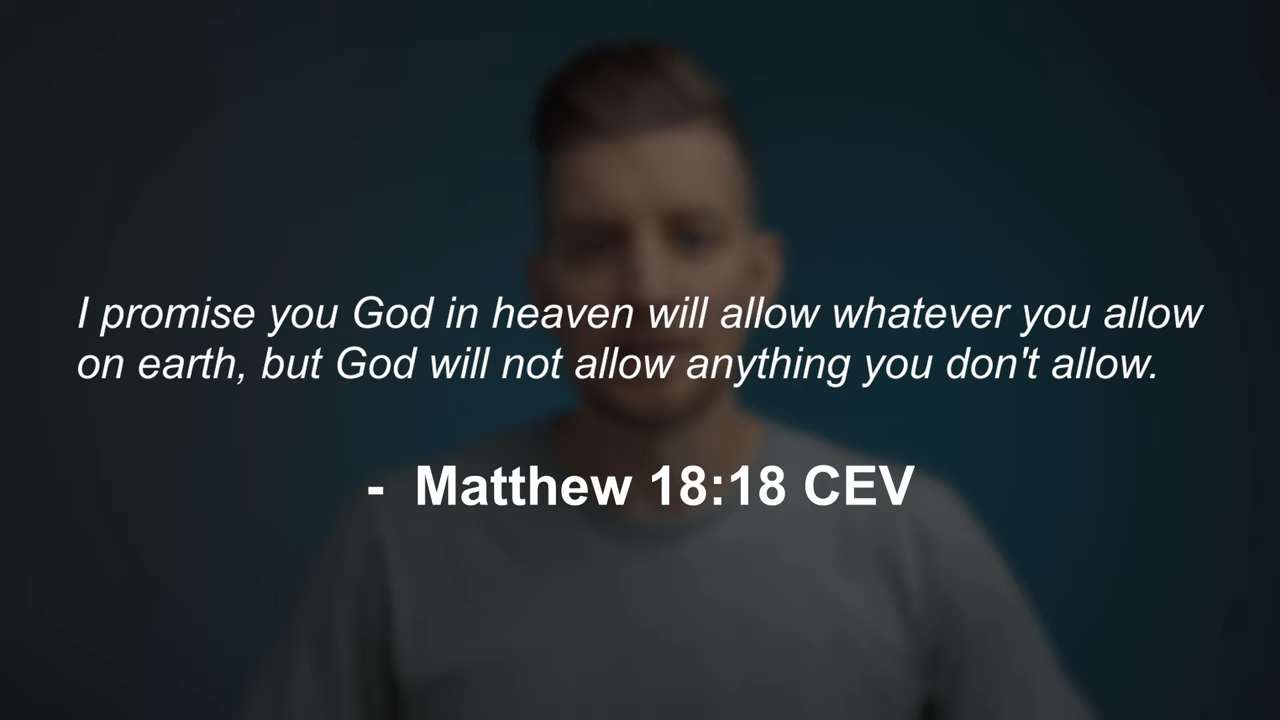 I promise you God in heaven will allow whatever you allow
on earth, but God will not allow anything you don't allow.
- Matthew 18:18 CEV